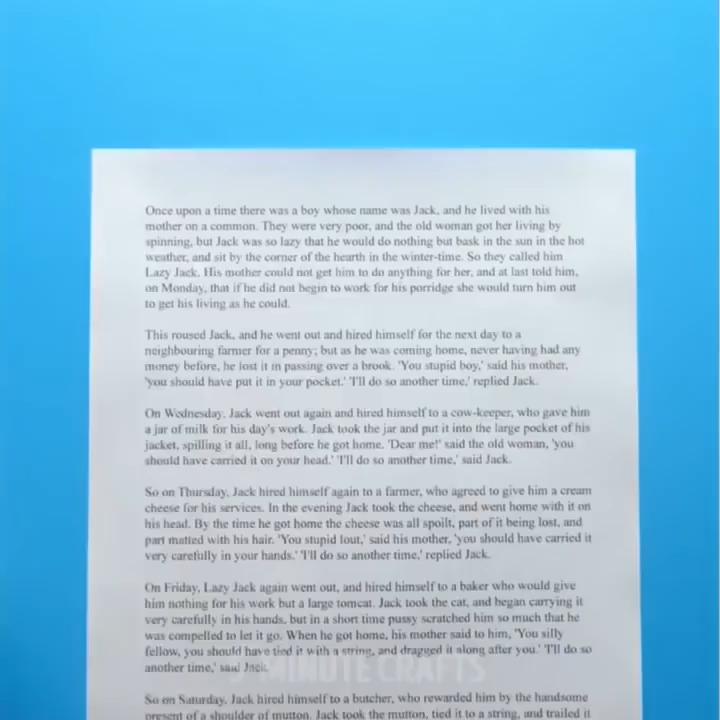 Once upon a time there was a boy whose name was Jack, and he lived with his
mother on a common. They were very poor, and the old woman got her living by
spinning, but Jack was so lazy that he would do nothing but bask in the sun in the hot
weather, and sit by the corner of the hearth in the winter-time. So they called him
Lazy Jack. His mother could not get him to do anything for her, and at last told him,
on Monday, that if he did not begin to work for his porridge she would turn him out
to get his living as he could.
This roused Jack, and he went out and hired himself for the next day to a
neighbouring farmer for a penny; but as he was coming home, never having had any
money before, he lost it in passing over a brook. 'You stupid boy,' said his mother,
'you should have put it in your pocket.' 'I'll do so another time,' replied Jack.
On Wednesday, Jack went out again and hired himself to a cow-keeper, who gave him
a jar of milk for his day's work. Jack took the jar and put it into the large pocket of his
jacket, spilling it all, long before he got home. 'Dear me!' said the old woman, 'you
should have carried it on your head.' 'I'll do so another time,' said Jack.
So on Thursday, Jack hired himself again to a farmer, who agreed to give him a cream
cheese for his services. In the evening Jack took the cheese, and went home with it on
his head. By the time he got home the cheese was all spoilt, part of it being lost, and
part matted with his hair. 'You stupid lout,' said his mother, 'you should have carried it
very carefully in your hands.' 'I'll do so another time,' replied Jack.
On Friday, Lazy Jack again went out, and hired himself to a baker who would give
him nothing for his work but a large tomcat. Jack took the cat, and began carrying it
very carefully in his hands, but in a short time pussy scratched him so much that he
was compelled to let it go. When he got home, his mother said to him, 'You silly
fellow, you should have tied it with a string, and dragged it along after you.' 'I'll do so
another time,' said Jack.
5-MINUTE CRAFTS
So on Saturday, Jack hired himself to a butcher, who rewarded him by the handsome
present of a shoulder of mutton. Jack took the mutton, tied it to a string, and trailed it